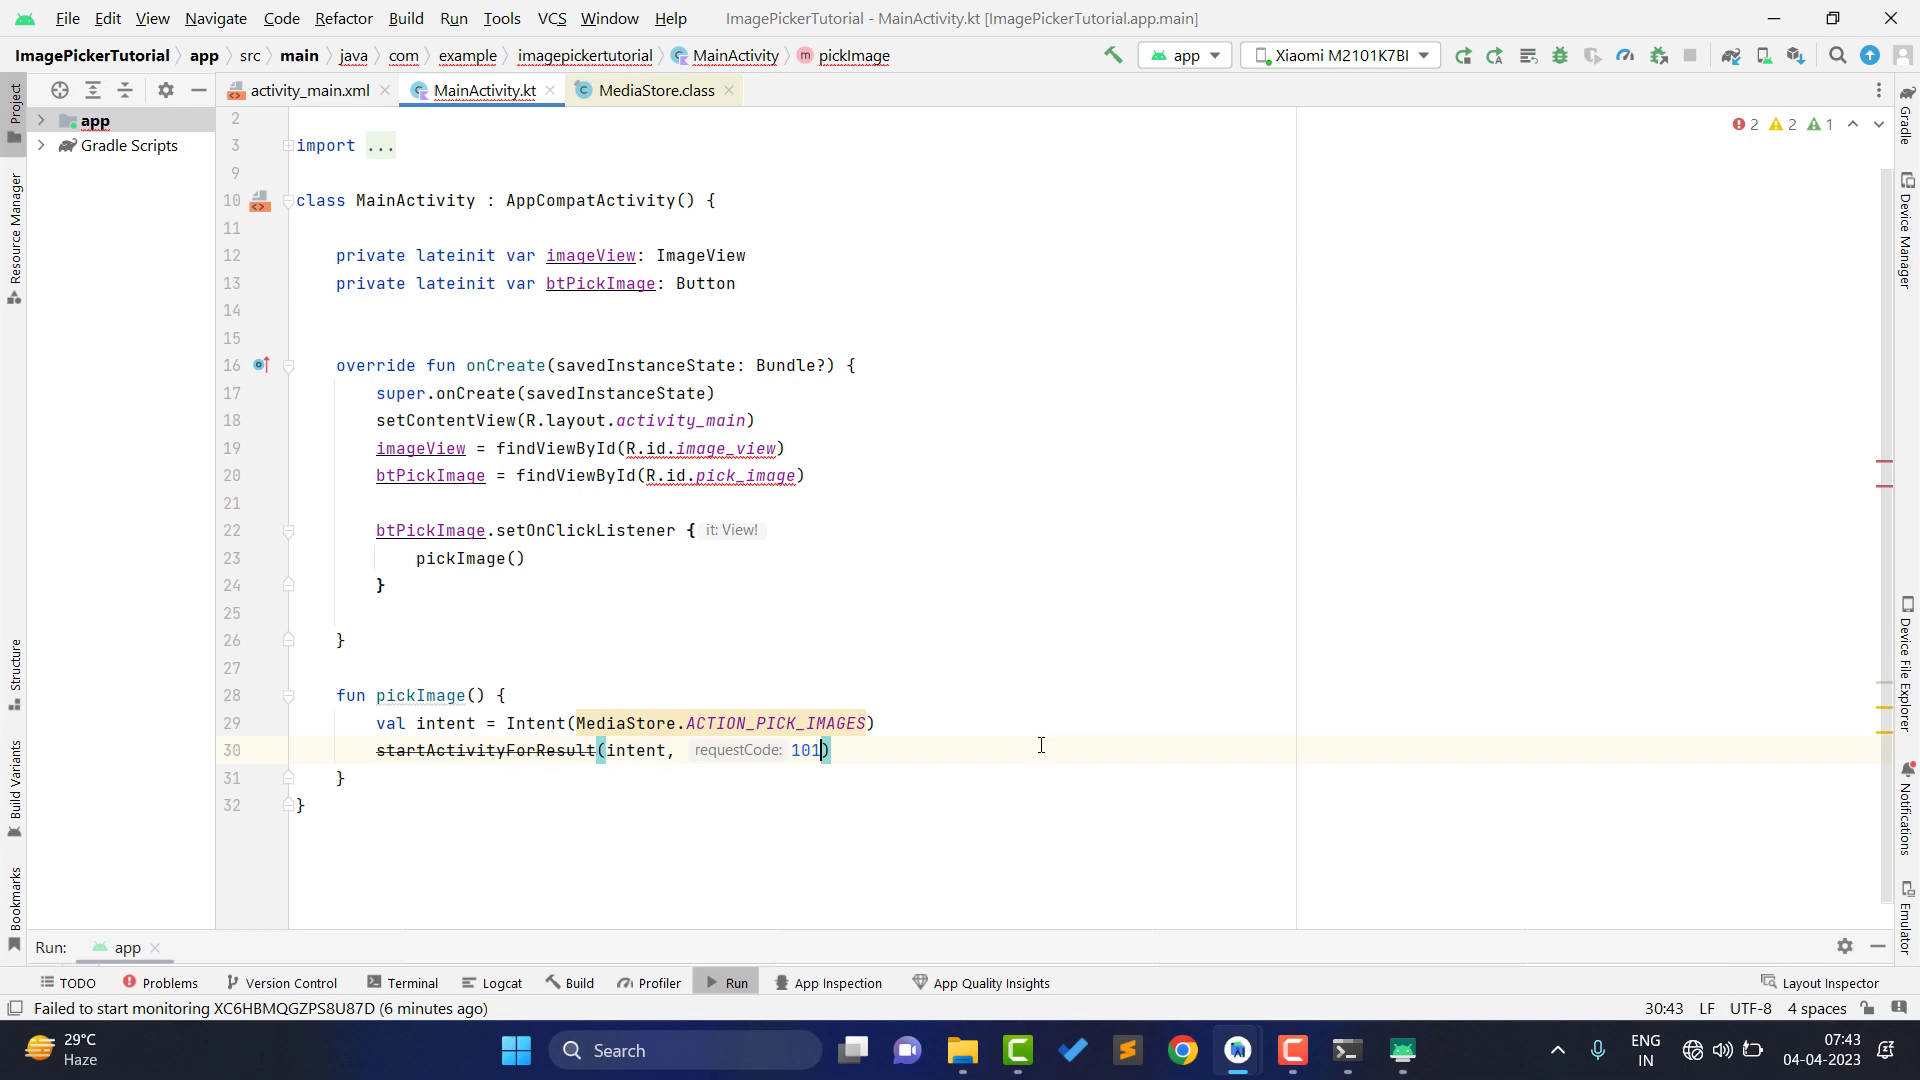 File Edit View Navigate Code Refactor Build Run Tools VCS Window Help ImagePickerTutorial - MainActivity.kt [ImagePickerTutorial.app.main]
ImagePickerTutorial app src main java com example imagepickertutorial MainActivity pickImage app Xiaomi M2101K7BI
activity_main.xml MainActivity.kt MediaStore.class
Project
Resource Manager
Structure
Build Variants
Bookmarks
app
Gradle Scripts
2 2 2 1
3 import ...
9
10 class MainActivity : AppCompatActivity() {
11
12 private lateinit var imageView: ImageView
13 private lateinit var btPickImage: Button
14
15
16 override fun onCreate(savedInstanceState: Bundle?) {
17 super.onCreate(savedInstanceState)
18 setContentView(R.layout.activity_main)
19 imageView = findViewById(R.id.image_view)
20 btPickImage = findViewById(R.id.pick_image)
21
22 btPickImage.setOnClickListener { it: View!
23 pickImage()
24 }
25
26 }
27
28 fun pickImage() {
29 val intent = Intent(MediaStore.ACTION_PICK_IMAGES)
30 startActivityForResult(intent, requestCode: 101)
31 }
32 }
Gradle
Device Manager
Device File Explorer
Notifications
Emulator
Run: app
TODO Problems Version Control Terminal Logcat Build Profiler Run App Inspection App Quality Insights Layout Inspector
Failed to start monitoring XC6HBMQGZPS8U87D (6 minutes ago) 30:43 LF UTF-8 4 spaces
29°C
Haze
Search
ENG
IN
07:43
04-04-2023